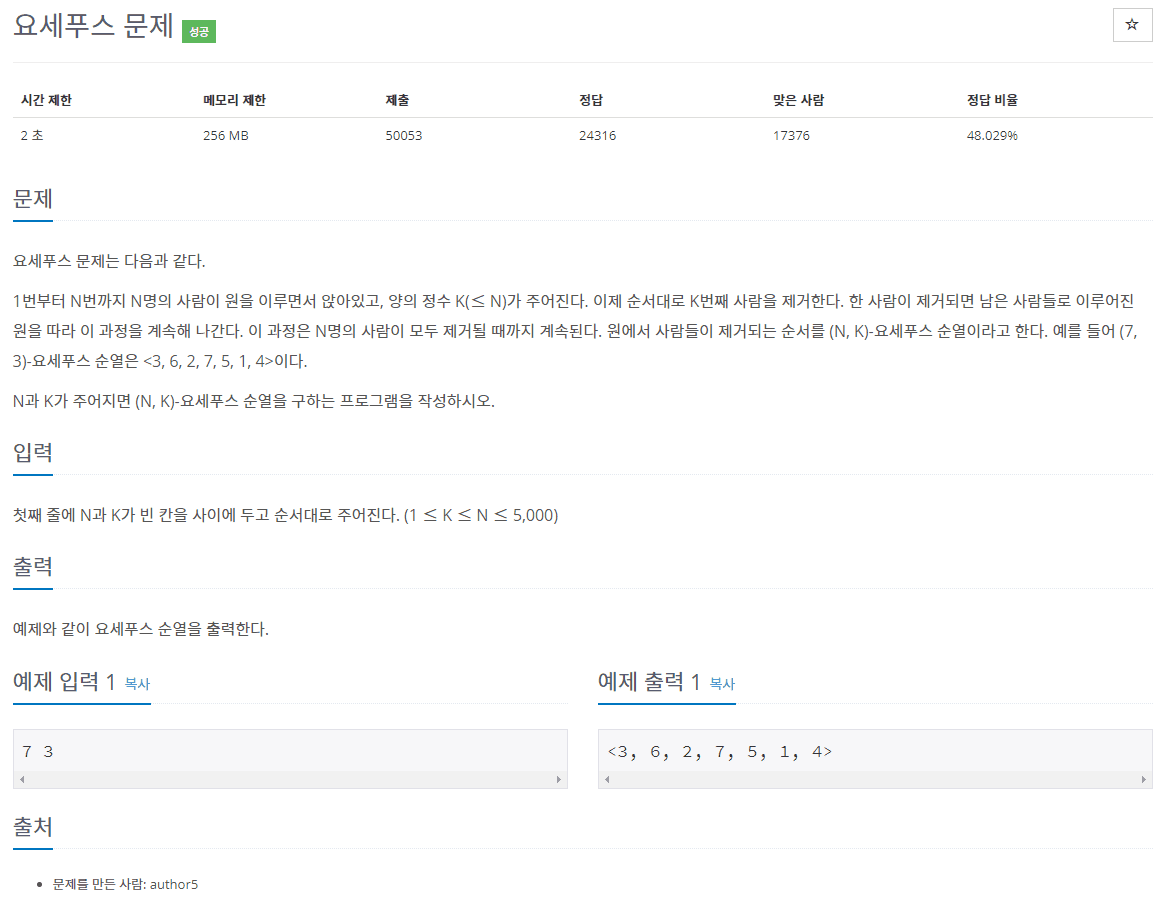 요세푸스 문제 성공
☆
시간 제한 메모리 제한 제출 정답 맞은 사람 정답 비율
2 초 256 MB 50053 24316 17376 48.029%
문제
요세푸스 문제는 다음과 같다.
1번부터 N번까지 N명의 사람이 원을 이루면서 앉아있고, 양의 정수 K(≤ N)가 주어진다. 이제 순서대로 K번째 사람을 제거한다. 한 사람이 제거되면 남은 사람들로 이루어진
원을 따라 이 과정을 계속해 나간다. 이 과정은 N명의 사람이 모두 제거될 때까지 계속된다. 원에서 사람들이 제거되는 순서를 (N, K)-요세푸스 순열이라고 한다. 예를 들어 (7,
3)-요세푸스 순열은 <3, 6, 2, 7, 5, 1, 4>이다.
N과 K가 주어지면 (N, K)-요세푸스 순열을 구하는 프로그램을 작성하시오.
입력
첫째 줄에 N과 K가 빈 칸을 사이에 두고 순서대로 주어진다. (1 ≤ K ≤ N ≤ 5,000)
출력
예제와 같이 요세푸스 순열을 출력한다.
예제 입력 1 복사
7 3
예제 출력 1 복사
<3, 6, 2, 7, 5, 1, 4>
출처
• 문제를 만든 사람: author5